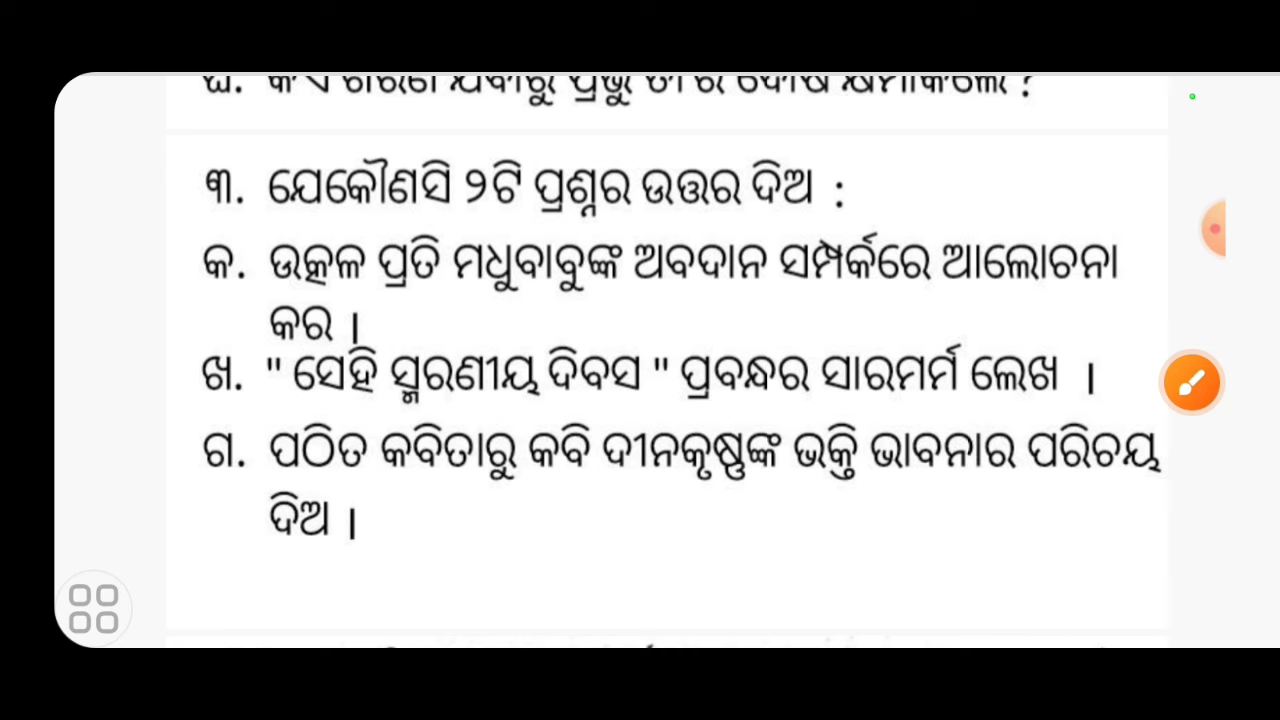 ୩. ଯେକୌଣସି ୨ଟି ପ୍ରଶ୍ନର ଉତ୍ତର ଦିଅ :
କ. ଉତ୍କଳ ପ୍ରତି ମଧୁବାବୁଙ୍କ ଅବଦାନ ସମ୍ପର୍କରେ ଆଲୋଚନା
କର ।
ଖ. " ସେହି ସ୍ମରଣୀୟ ଦିବସ " ପ୍ରବନ୍ଧର ସାରମର୍ମ ଲେଖ ।
ଗ. ପଠିତ କବିତାରୁ କବି ଦୀନକୃଷ୍ଣଙ୍କ ଭକ୍ତି ଭାବନାର ପରିଚୟ
ଦିଅ ।